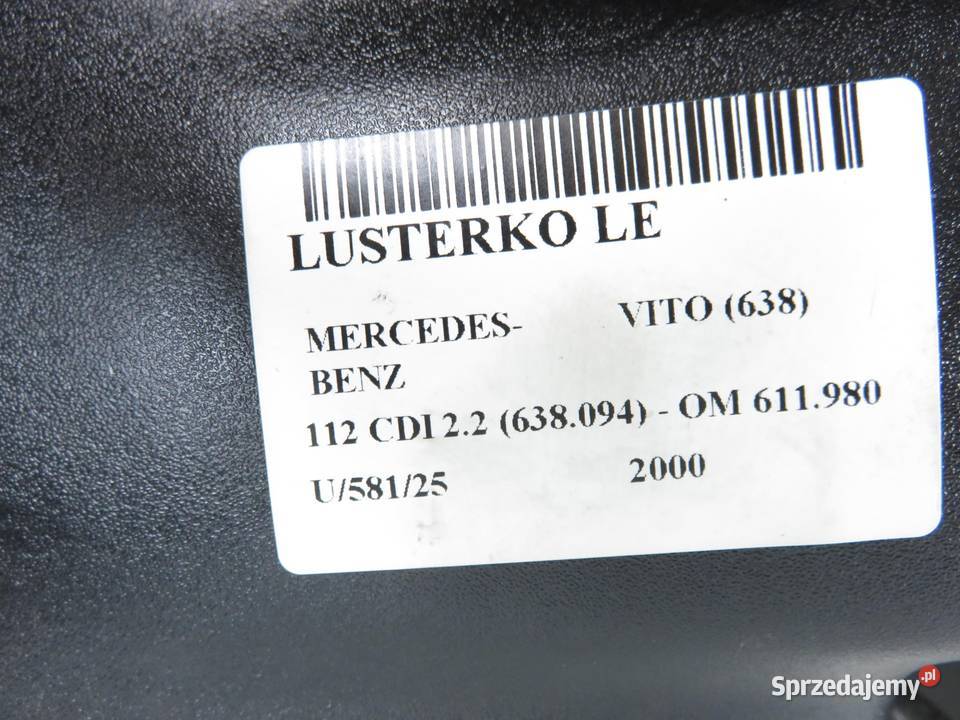 LUSTERKO LE
MERCEDES- VITO (638)
BENZ
112 CDI 2.2 (638.094) - OM 611.980
U/581/25 2000
Sprzedajemy.pl